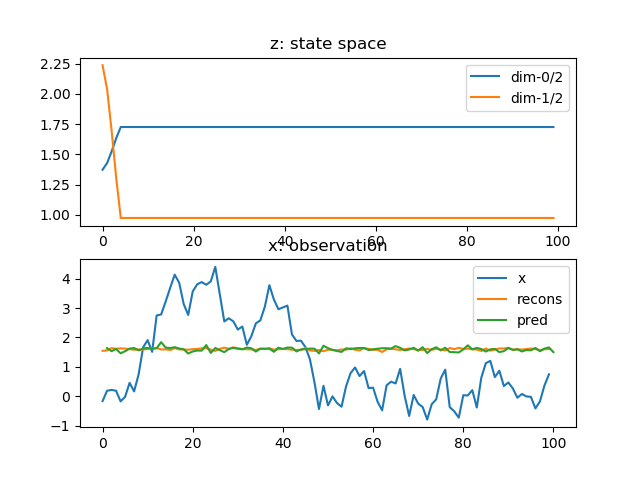 z: state space
2.25
2.00
1.75
1.50
1.25
1.00
dim-0/2
dim-1/2
0 20 40 60 80 100
x: observation
4
3
2
1
0
−1
x
recons
pred
0 20 40 60 80 100